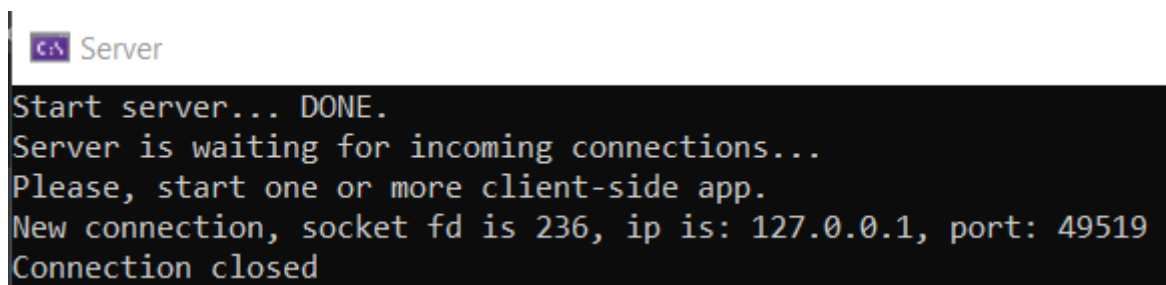 C:\ Server
Start server... DONE.
Server is waiting for incoming connections...
Please, start one or more client-side app.
New connection, socket fd is 236, ip is: 127.0.0.1, port: 49519
Connection closed